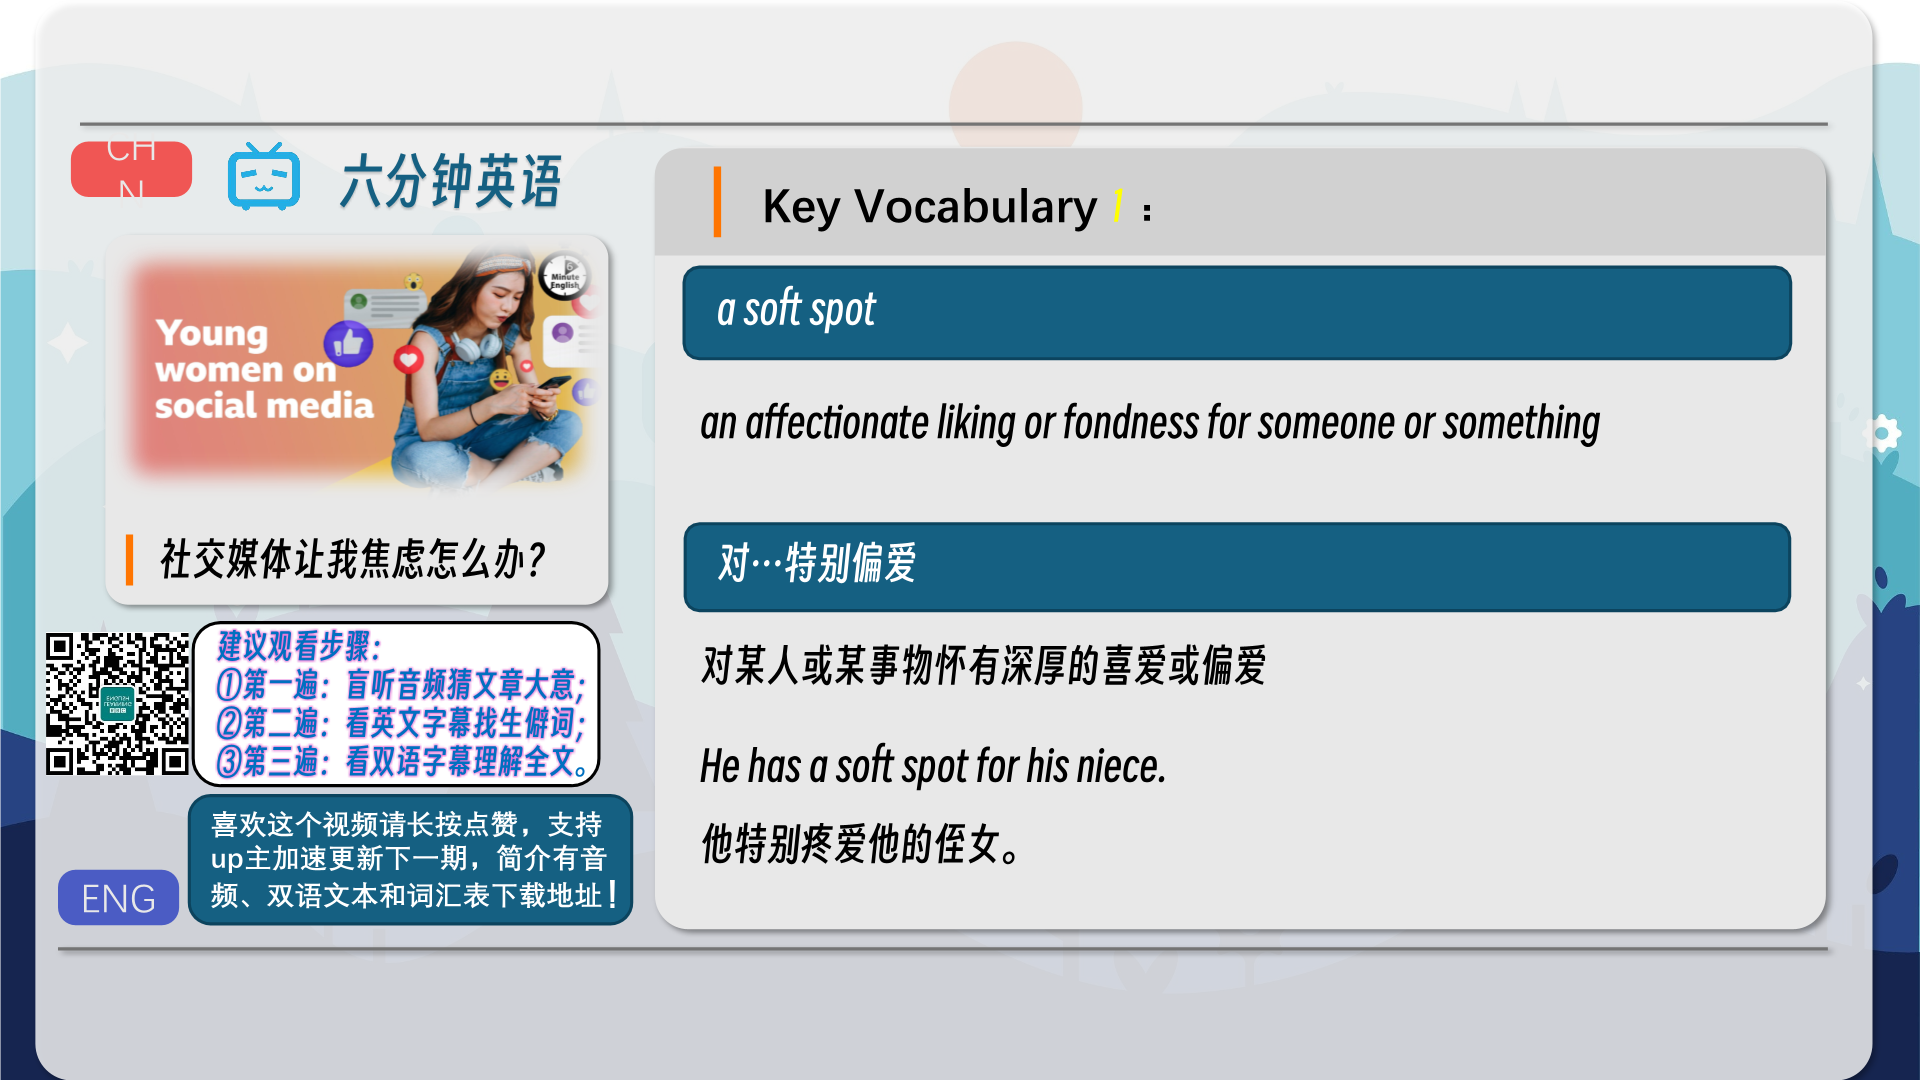 CH
N
六分钟英语
6
Minute
English
Young
women on
social media
社交媒体让我焦虑怎么办？
建议观看步骤：
①第一遍：盲听音频猜文章大意；
②第二遍：看英文字幕找生僻词；
③第三遍：看双语字幕理解全文。
喜欢这个视频请长按点赞，支持
up主加速更新下一期，简介有音
频、双语文本和词汇表下载地址！
ENG
Key Vocabulary 1：
a soft spot
an affectionate liking or fondness for someone or something
对…特别偏爱
对某人或某事物怀有深厚的喜爱或偏爱
He has a soft spot for his niece.
他特别疼爱他的侄女。